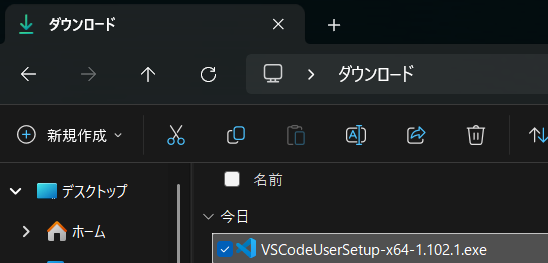 ダウンロード
ダウンロード
新規作成
デスクトップ
名前
今日
ホーム
VSCodeUserSetup-x64-1.102.1.exe